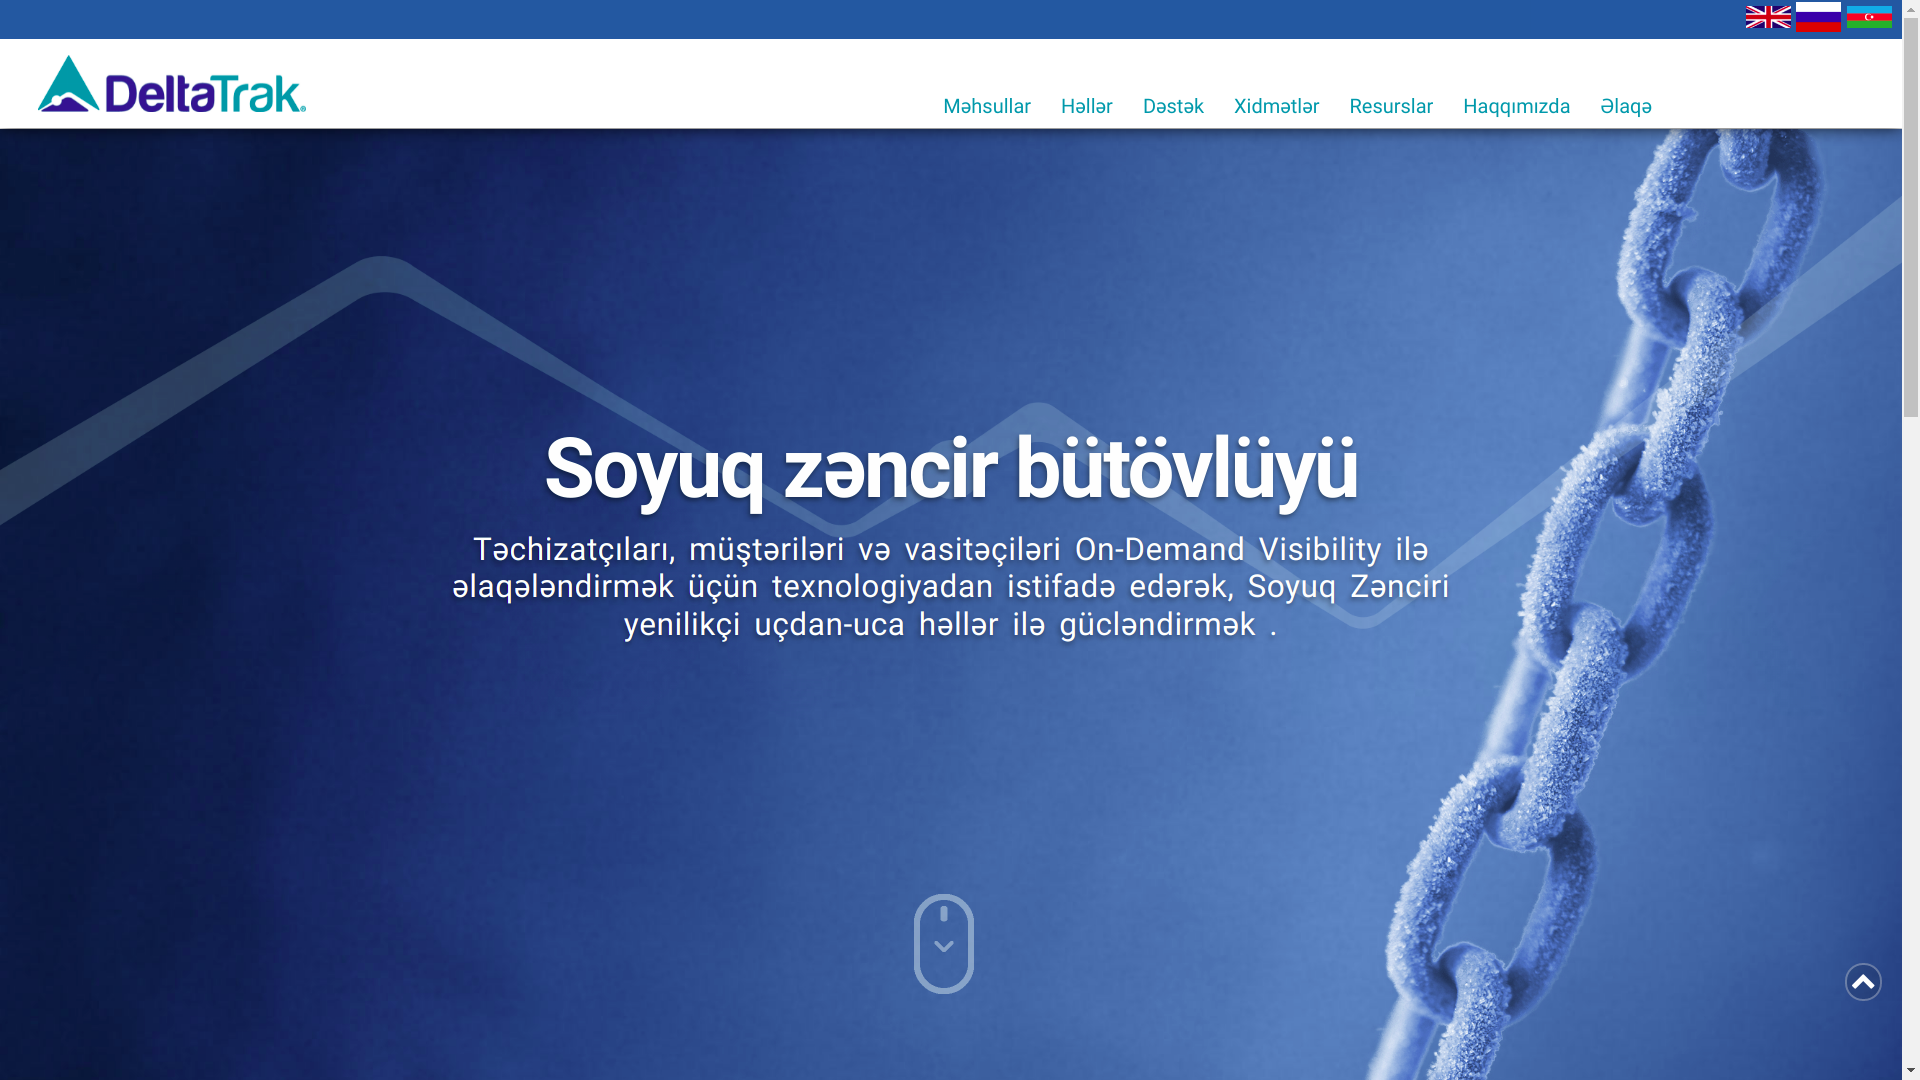 DeltaTrak®
Məhsullar Həllər Dəstək Xidmətlər Resurslar Haqqımızda Əlaqə
Soyuq zəncir bütövlüyü
Təchizatçıları, müştəriləri və vasitəçiləri On-Demand Visibility ilə
əlaqələndirmək üçün texnologiyadan istifadə edərək, Soyuq Zənciri
yenilikçi uçdan-uca həllər ilə gücləndirmək .